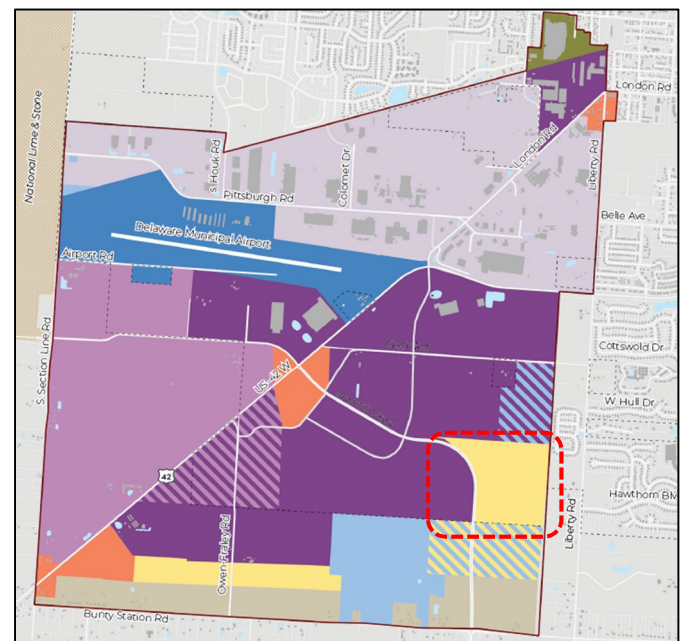 London Rd
National Lime & Stone
S. Houk Rd
Colomet Dr
London Rd
Liberty Rd
Pittsburgh Rd
Belle Ave
Delaware Municipal Airport
Airport Rd
S. Section Line Rd
Cottswold Dr
US-42 W
W. Hull Dr
42
Liberty Rd
Hawthorn Blv
Owen-Fraley Rd
Bunty Station Rd